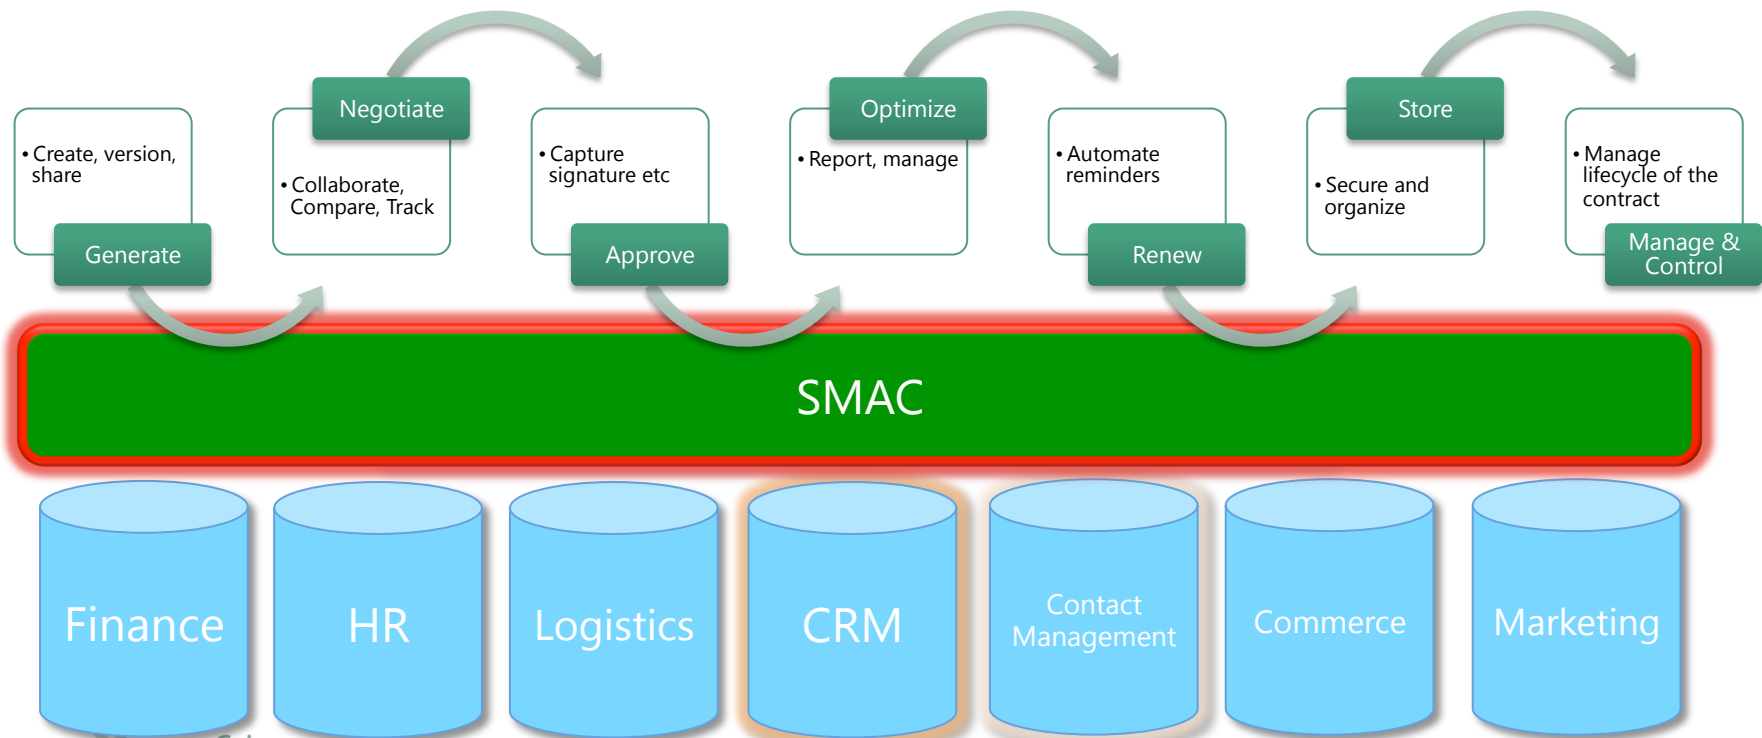 • Create, version,
share
Generate
Negotiate
• Collaborate,
Compare, Track
• Capture
signature etc
Approve
Optimize
• Report, manage
• Automate
reminders
Renew
Store
• Secure and
organize
• Manage
lifecycle of the
contract
Manage &
Control
SMAC
Finance
HR
Logistics
CRM
Contact
Management
Commerce
Marketing